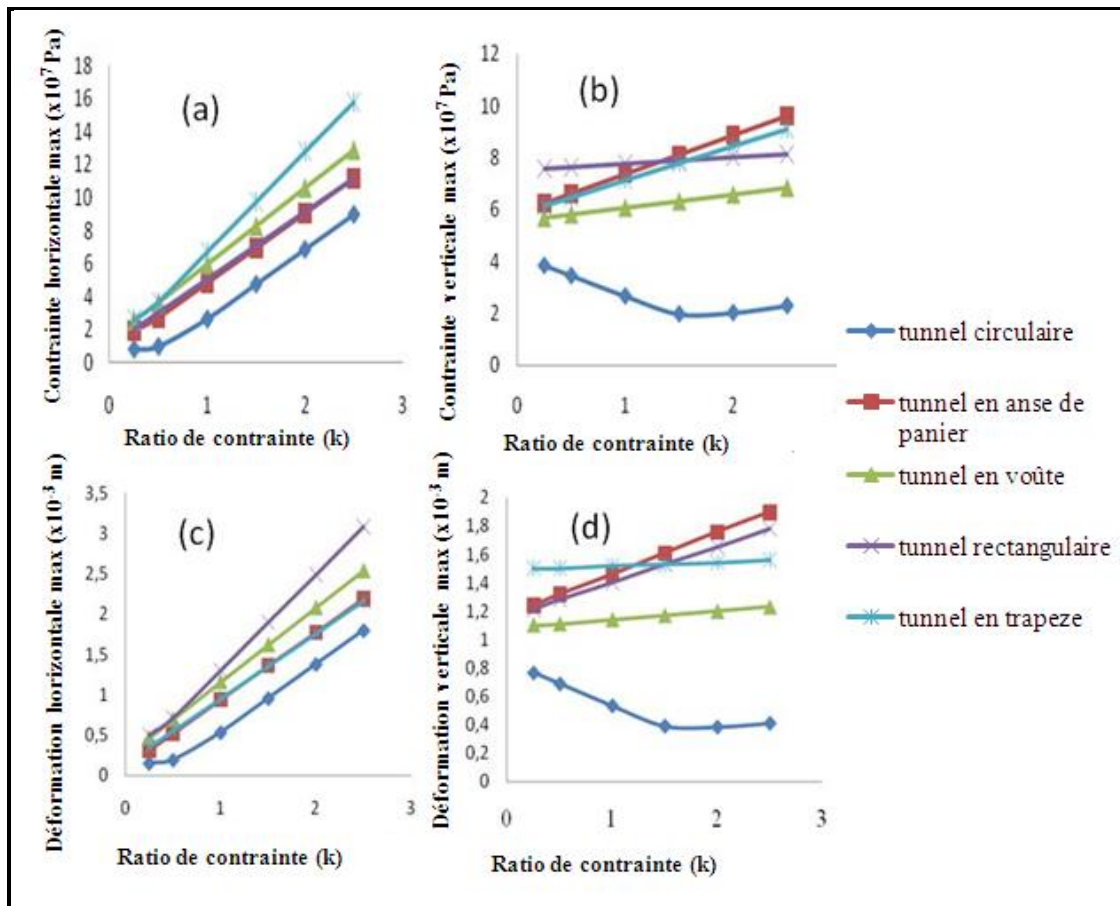 (a)
Contrainte horizontale max (x10⁷ Pa)
18
16
14
12
10
8
6
4
2
0
0 1 2 3
Ratio de contrainte (k)
(b)
Contrainte verticale max (x10⁷ Pa)
12
10
8
6
4
2
0
0 1 2
Ratio de contrainte (k)
(c)
Déformation horizontale max (x10⁻³ m)
3,5
3
2,5
2
1,5
1
0,5
0
0 1 2 3
Ratio de contrainte (k)
(d)
Déformation verticale max (x10⁻³ m)
2
1,8
1,6
1,4
1,2
1
0,8
0,6
0,4
0,2
0
0 1 2 3
Ratio de contrainte (k)
tunnel circulaire
tunnel en anse de
panier
tunnel en voûte
tunnel rectangulaire
tunnel en trapeze